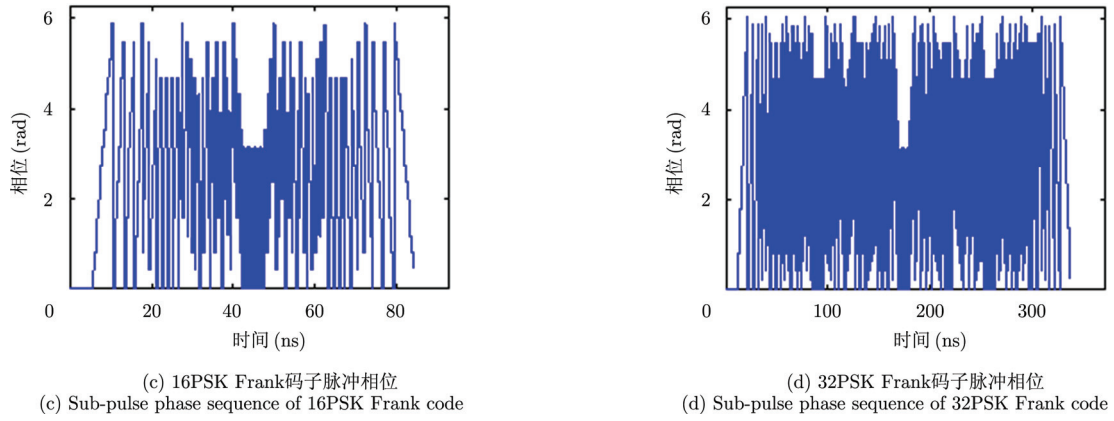 6
4
2
0
20
40
60
80
相位 (rad)
时间 (ns)
(c) 16PSK Frank码子脉冲相位
(c) Sub-pulse phase sequence of 16PSK Frank code
6
4
2
0
100
200
300
相位 (rad)
时间 (ns)
(d) 32PSK Frank码子脉冲相位
(d) Sub-pulse phase sequence of 32PSK Frank code